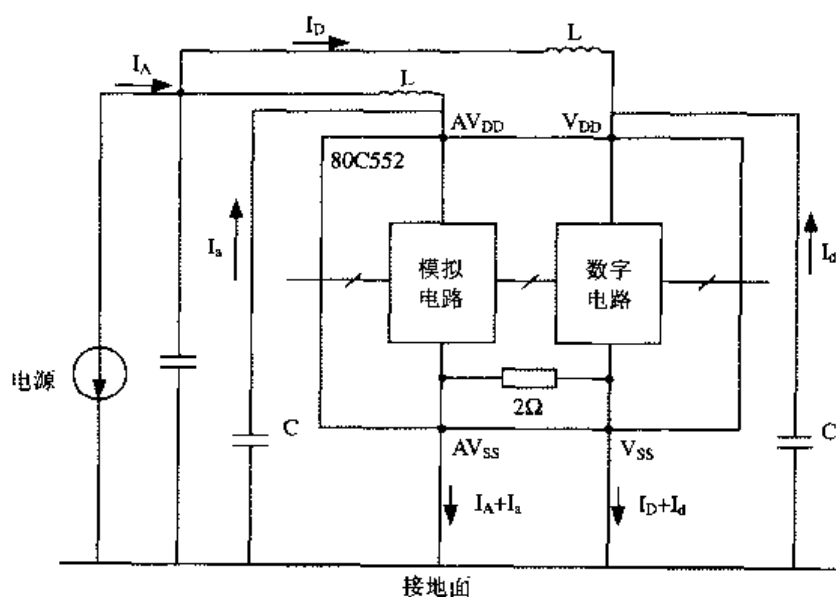 I_D
L
I_A
L
AV_DD
V_DD
80C552
I_a
模拟
电路
数字
电路
I_d
电源
2Ω
C
AV_SS
V_SS
C
I_A+I_a
I_D+I_d
接地面